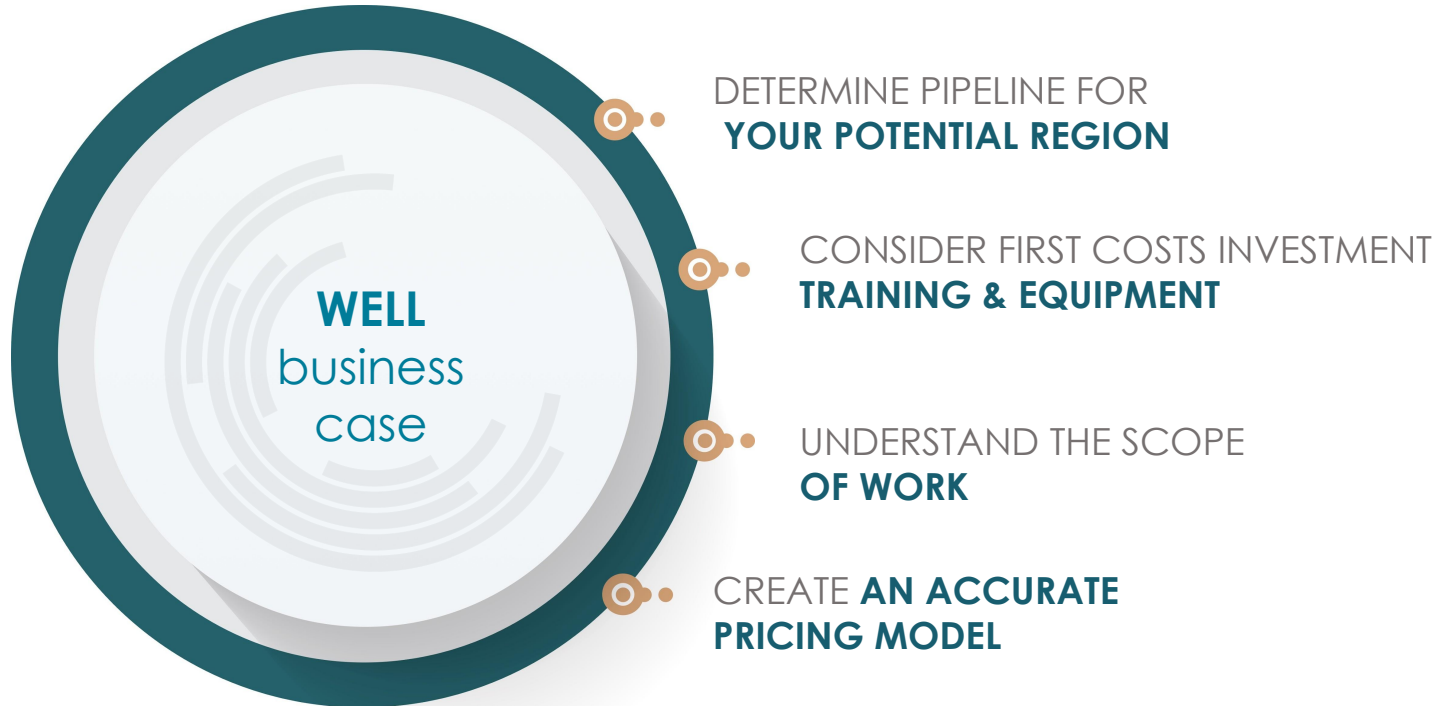 WELL
business
case
DETERMINE PIPELINE FOR
YOUR POTENTIAL REGION
CONSIDER FIRST COSTS INVESTMENT
TRAINING & EQUIPMENT
UNDERSTAND THE SCOPE
OF WORK
CREATE AN ACCURATE
PRICING MODEL